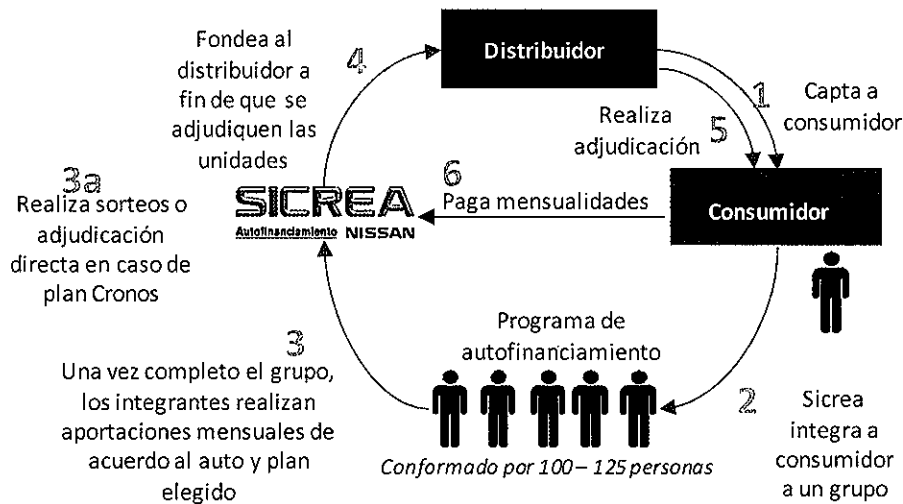 Distribuidor
1
Capta a
consumidor
Realiza
adjudicación
5
Consumidor
2
Sicrea
integra a
consumidor
a un grupo
Programa de
autofinanciamiento
Conformado por 100 – 125 personas
3
Una vez completo el grupo,
los integrantes realizan
aportaciones mensuales de
acuerdo al auto y plan
elegido
3a
Realiza sorteos o
adjudicación
directa en caso de
plan Cronos
SICREA
Autofinanciamiento NISSAN
4
Fondea al
distribuidor a
fin de que se
adjudiquen las
unidades
6
Paga mensualidades